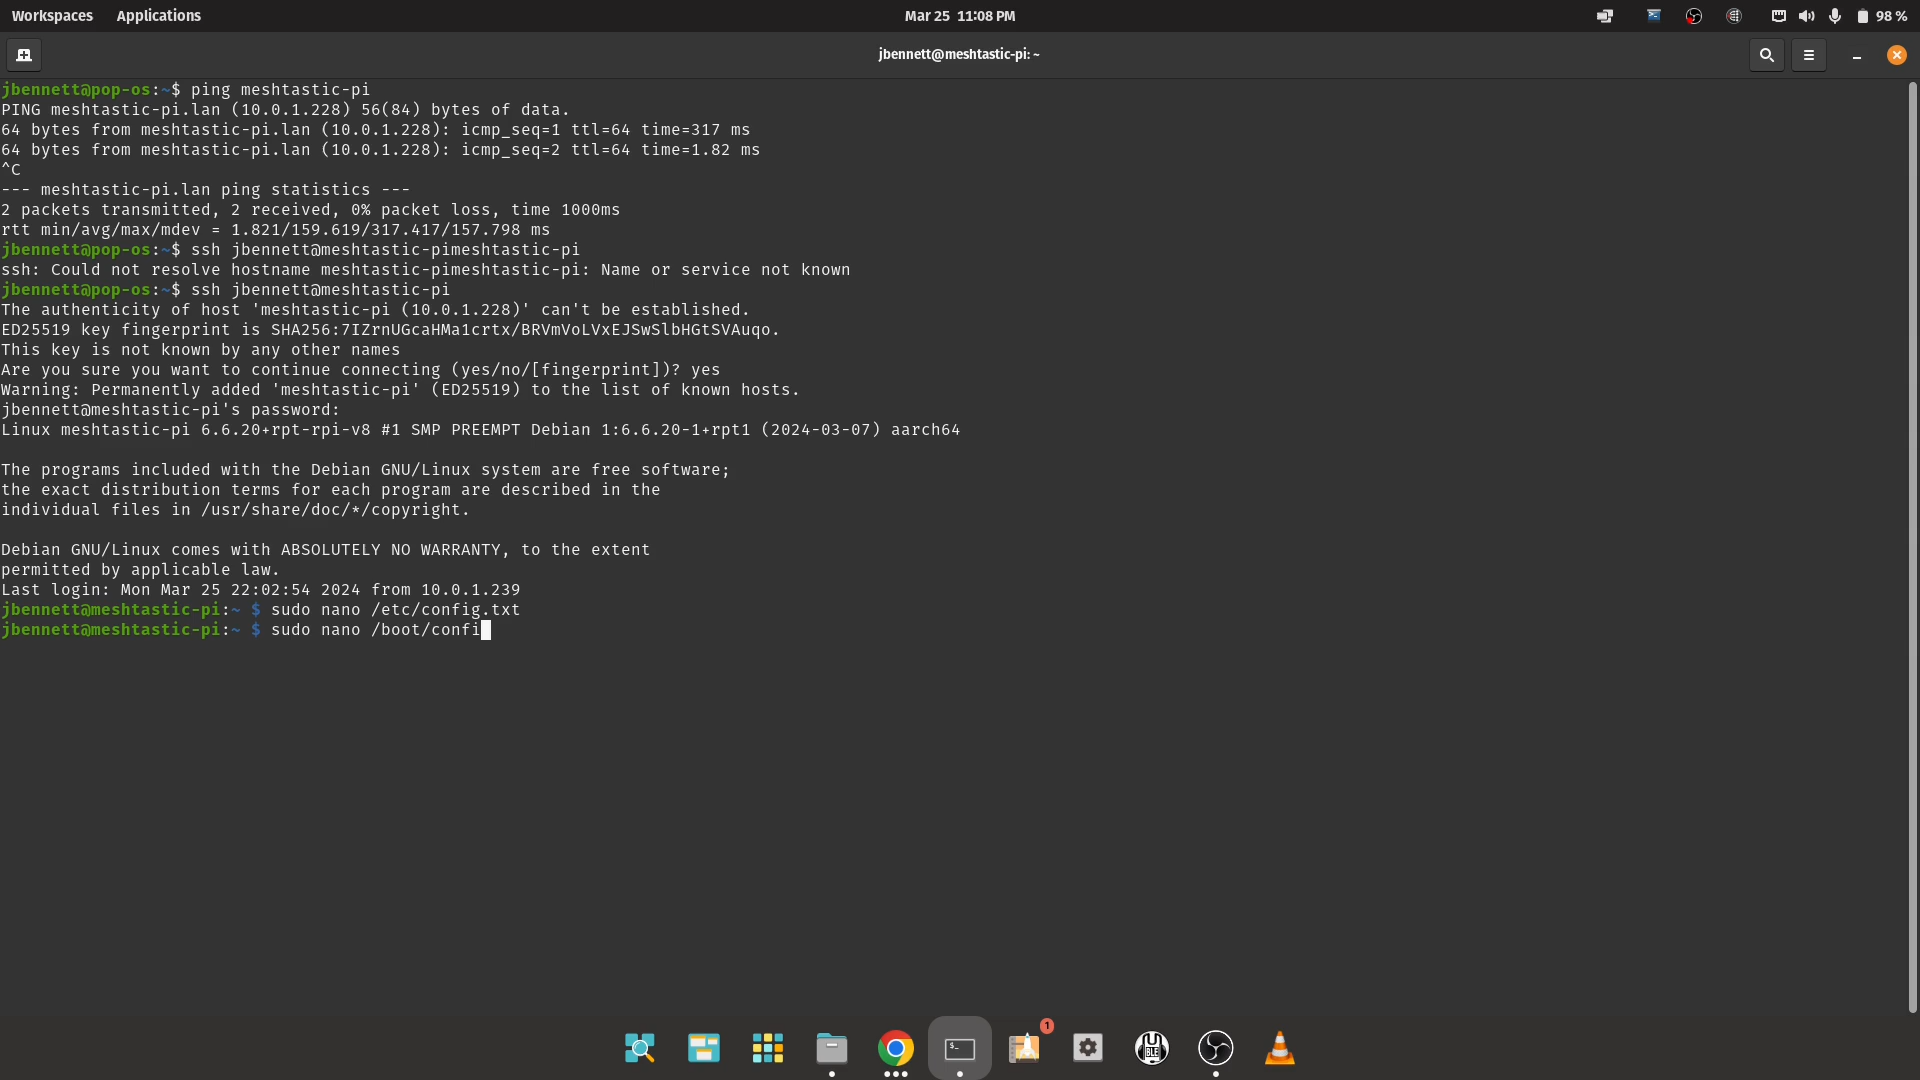 Workspaces Applications Mar 25 11:08 PM 98 %
jbennett@meshtastic-pi: ~
jbennett@pop-os:~$ ping meshtastic-pi
PING meshtastic-pi.lan (10.0.1.228) 56(84) bytes of data.
64 bytes from meshtastic-pi.lan (10.0.1.228): icmp_seq=1 ttl=64 time=317 ms
64 bytes from meshtastic-pi.lan (10.0.1.228): icmp_seq=2 ttl=64 time=1.82 ms
^C
--- meshtastic-pi.lan ping statistics ---
2 packets transmitted, 2 received, 0% packet loss, time 1000ms
rtt min/avg/max/mdev = 1.821/159.619/317.417/157.798 ms
jbennett@pop-os:~$ ssh jbennett@meshtastic-pimeshtastic-pi
ssh: Could not resolve hostname meshtastic-pimeshtastic-pi: Name or service not known
jbennett@pop-os:~$ ssh jbennett@meshtastic-pi
The authenticity of host 'meshtastic-pi (10.0.1.228)' can't be established.
ED25519 key fingerprint is SHA256:7IZrnUGcaHMa1crtx/BRVmVoLVxEJSwSlbHGtSVAuqo.
This key is not known by any other names
Are you sure you want to continue connecting (yes/no/[fingerprint])? yes
Warning: Permanently added 'meshtastic-pi' (ED25519) to the list of known hosts.
jbennett@meshtastic-pi's password:
Linux meshtastic-pi 6.6.20+rpt-rpi-v8 #1 SMP PREEMPT Debian 1:6.6.20-1+rpt1 (2024-03-07) aarch64
The programs included with the Debian GNU/Linux system are free software;
the exact distribution terms for each program are described in the
individual files in /usr/share/doc/*/copyright.
Debian GNU/Linux comes with ABSOLUTELY NO WARRANTY, to the extent
permitted by applicable law.
Last login: Mon Mar 25 22:02:54 2024 from 10.0.1.239
jbennett@meshtastic-pi:~ $ sudo nano /etc/config.txt
jbennett@meshtastic-pi:~ $ sudo nano /boot/confi
1
$_
BLE